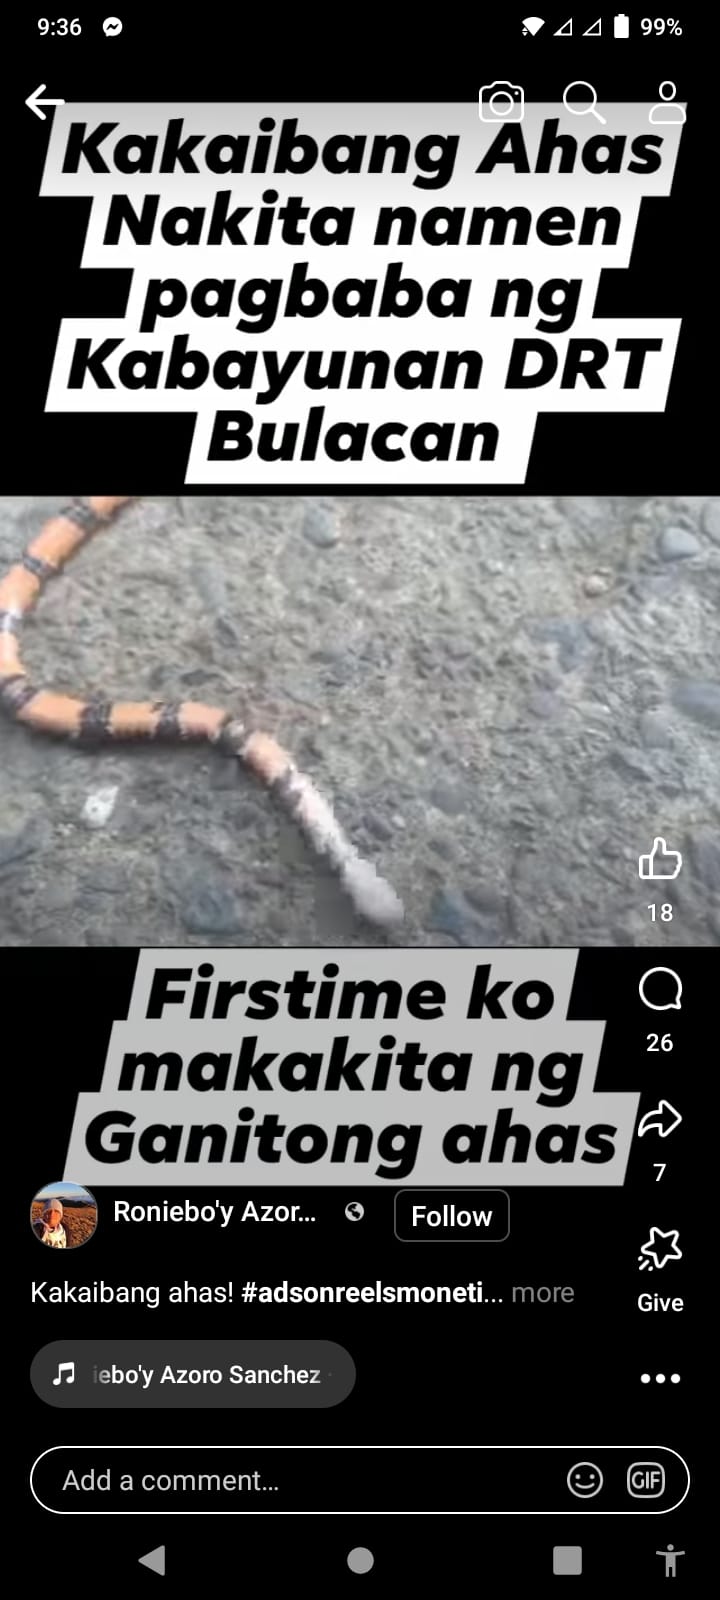 9:36
99%
Kakaibang Ahas
Nakita namen
pagbaba ng
Kabayunan DRT
Bulacan
18
Firstime ko
makakita ng
Ganitong ahas
26
7
Roniebo'y Azor...
Follow
Kakaibang ahas! #adsonreelsmoneti... more
Give
iebo'y Azoro Sanchez
Add a comment...
GIF